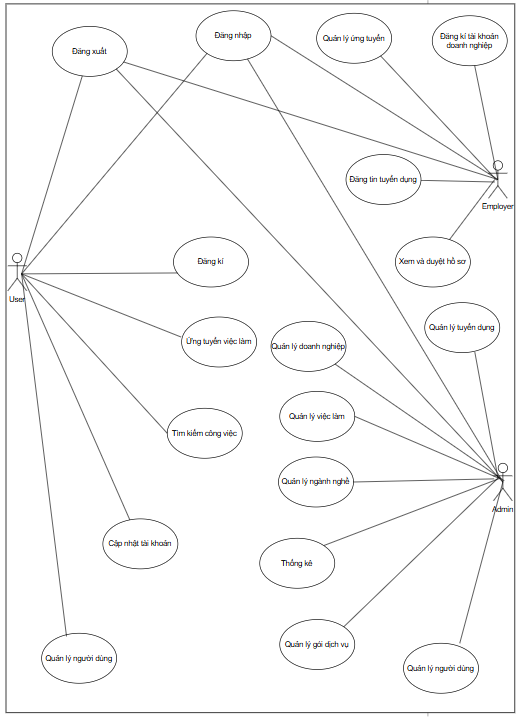 Đăng xuất
Đăng nhập
Quản lý ứng tuyển
Đăng kí tài khoản
doanh nghiệp
Đăng tin tuyển dụng
Employer
Đăng kí
Xem và duyệt hồ sơ
User
Ứng tuyển việc làm
Quản lý doanh nghiệp
Quản lý tuyển dụng
Tìm kiếm công việc
Quản lý việc làm
Quản lý ngành nghề
Admin
Cập nhật tài khoản
Thống kê
Quản lý người dùng
Quản lý gói dịch vụ
Quản lý người dùng